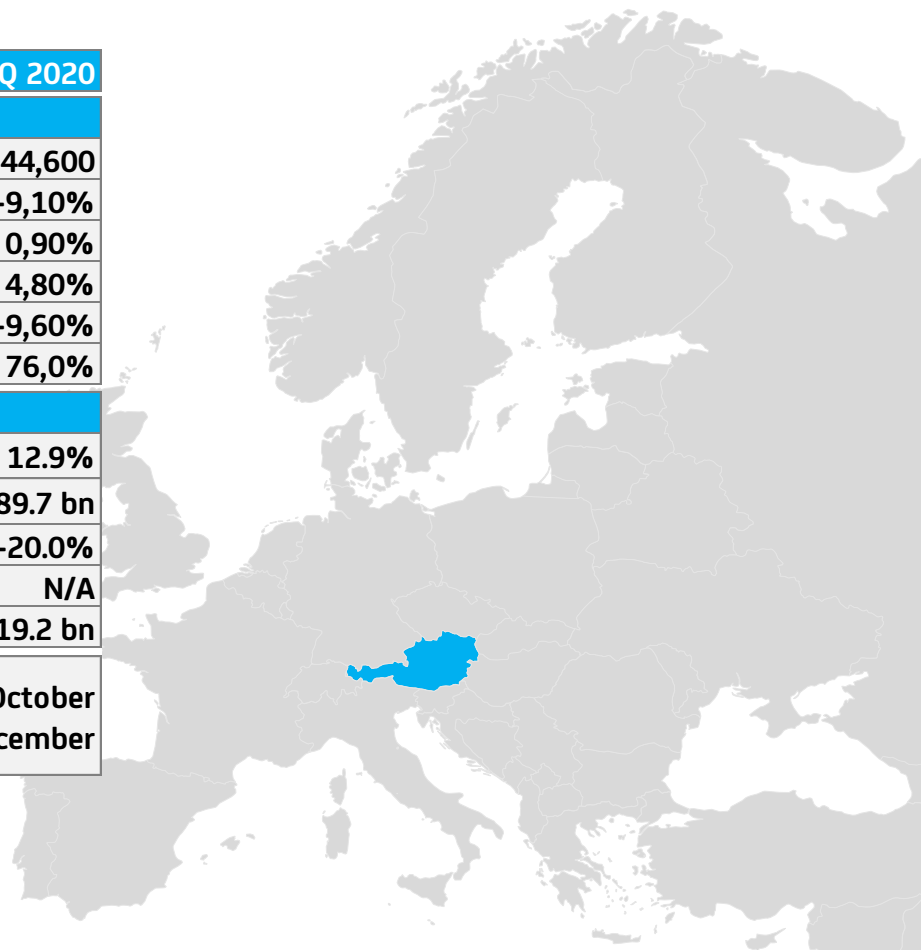 Q 2020
44,600
-9,10%
0,90%
4,80%
-9,60%
76,0%
12.9%
89.7 bn
-20.0%
N/A
19.2 bn
October
cember